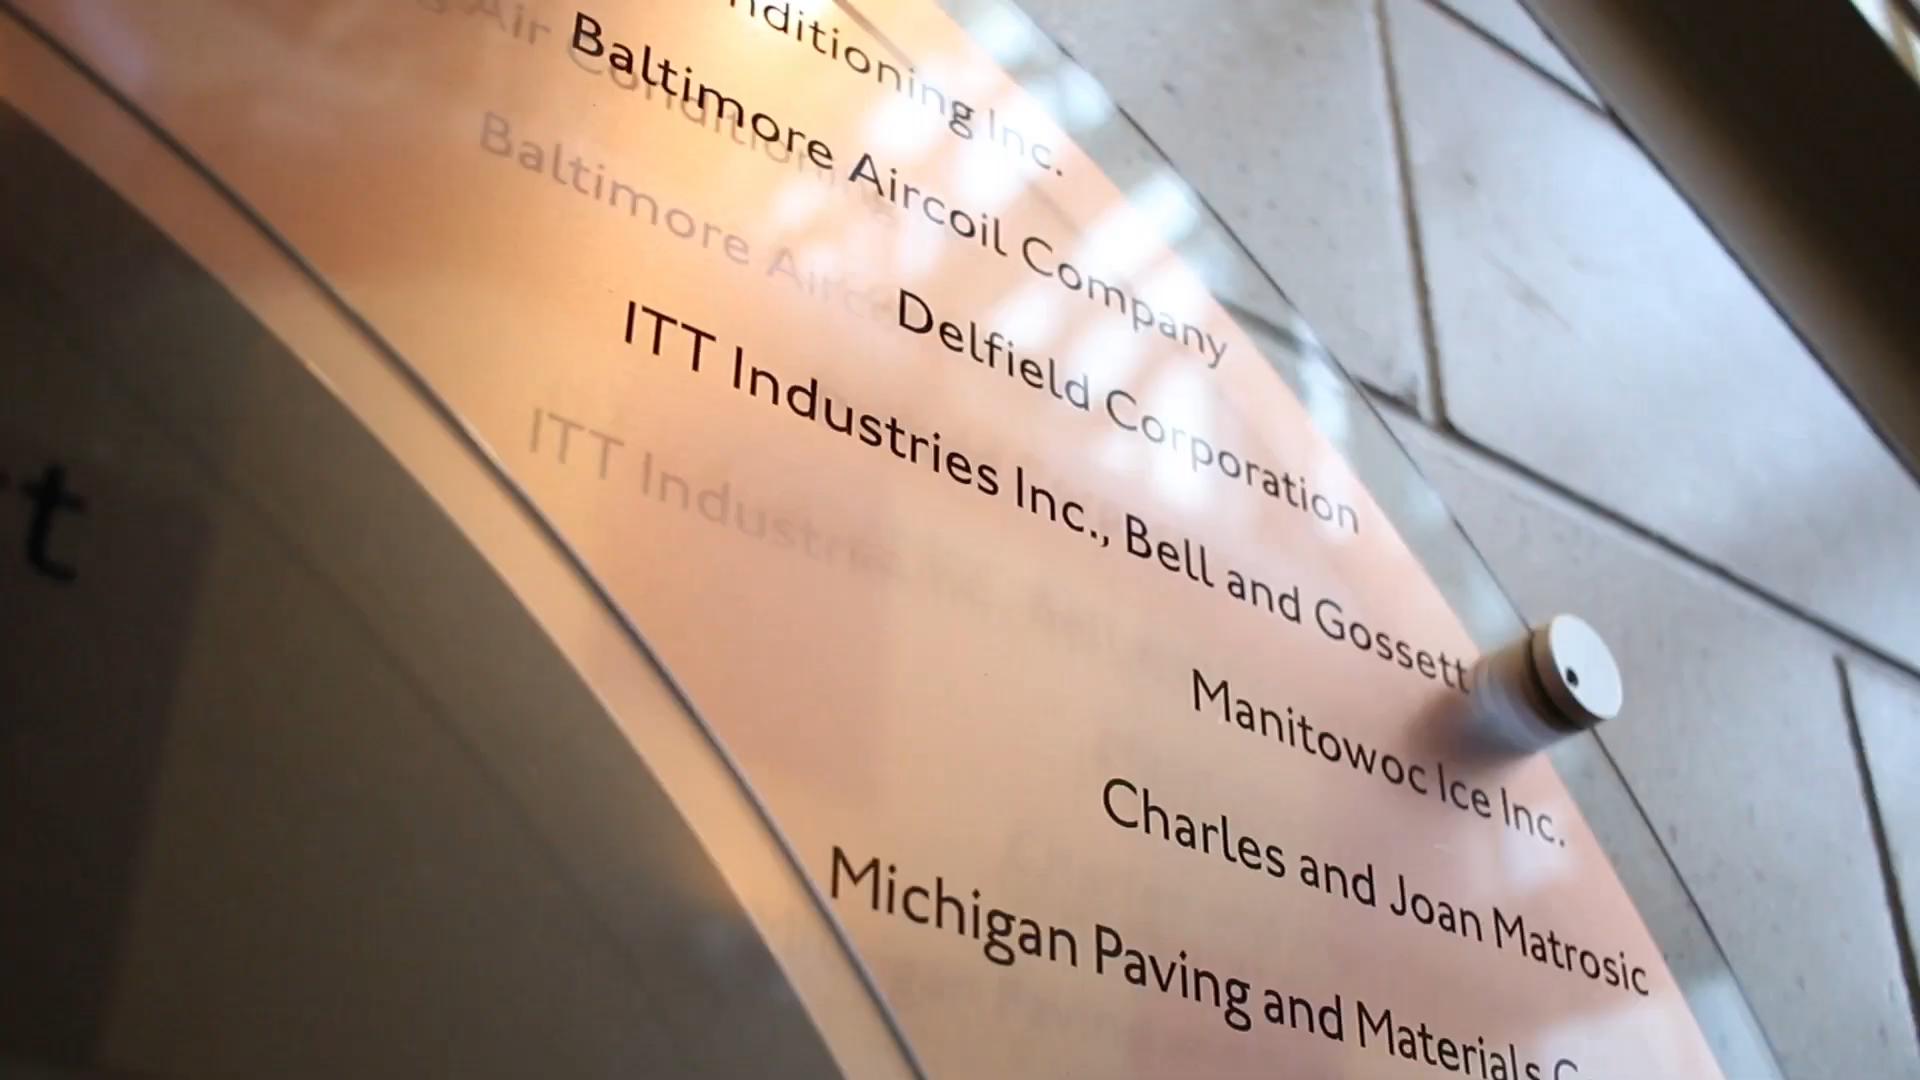 Inc.
Baltimore Aircoil Company
Delfield Corporation
ITT Industries Inc., Bell and Gossett
Manitowoc Ice Inc.
Charles and Joan Matrosic
Michigan Paving and Materials